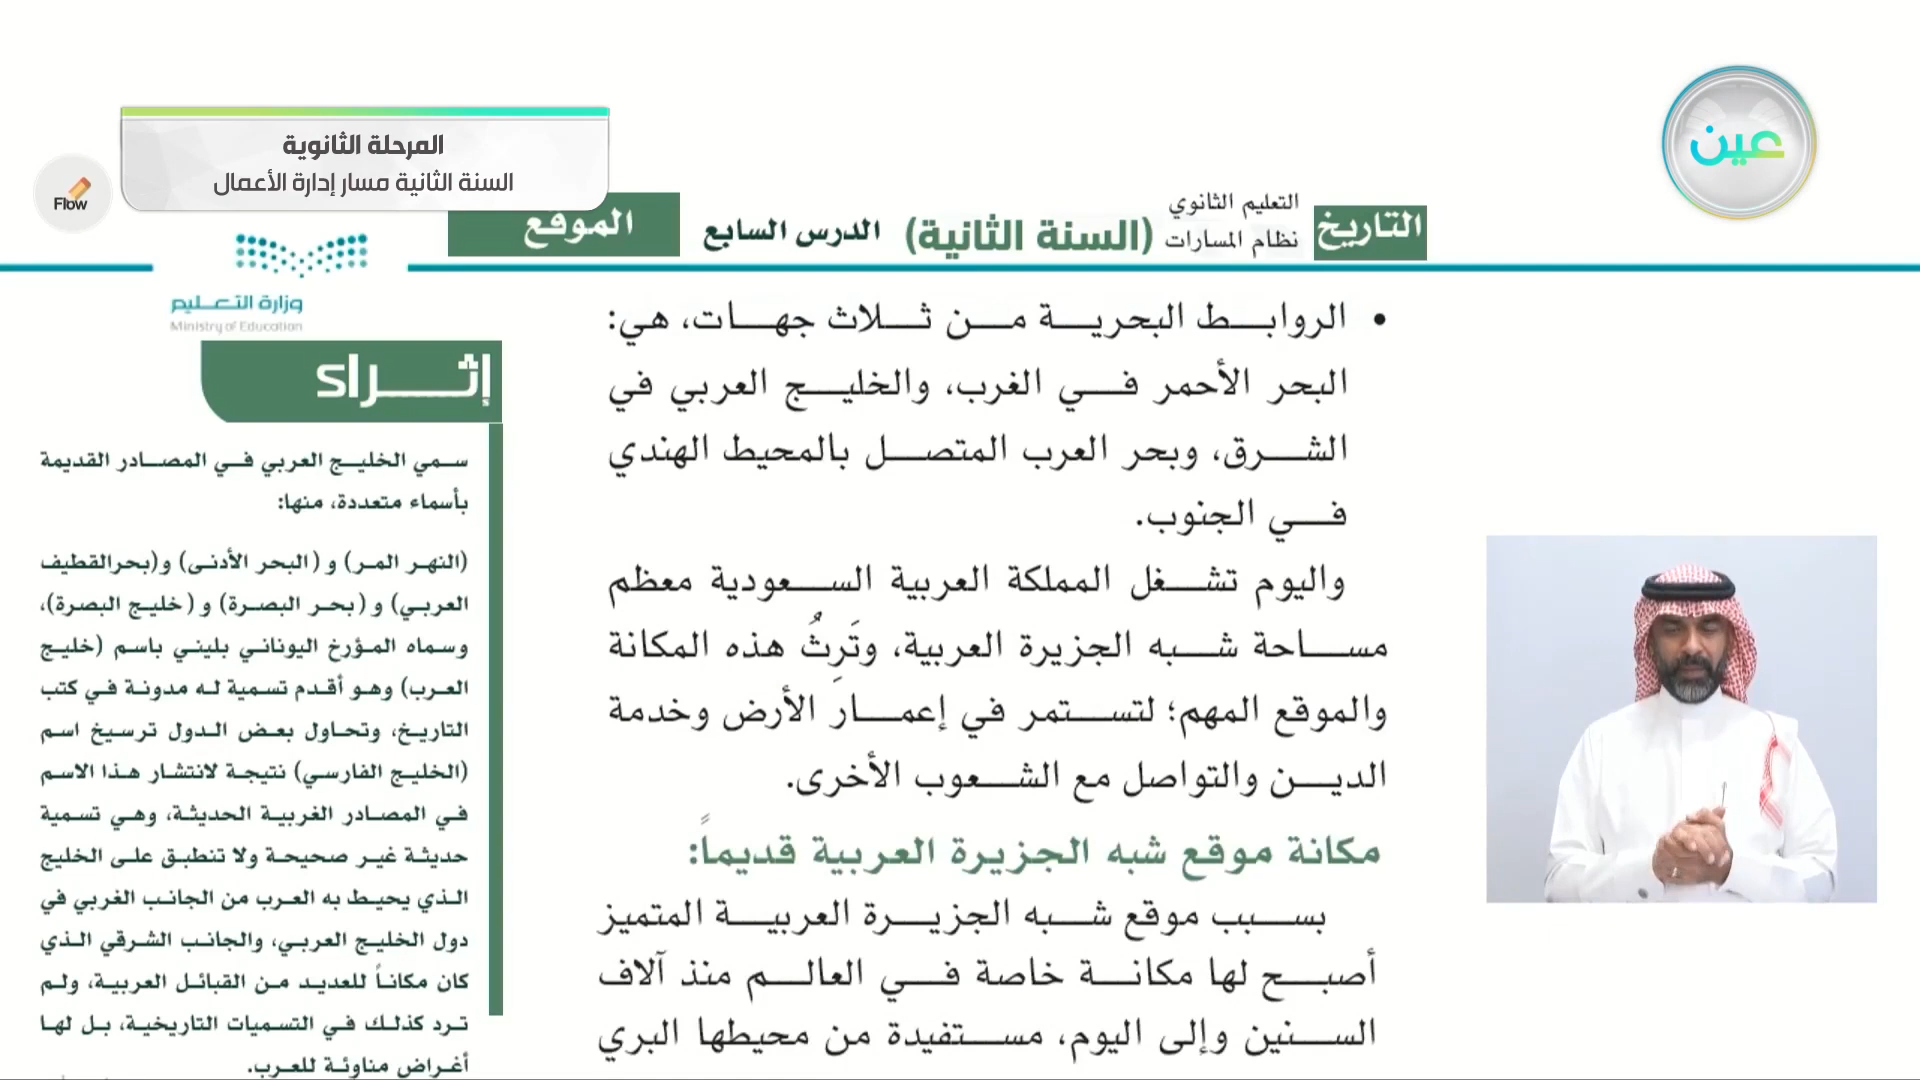 المرحلة الثانوية
السنة الثانية مسار إدارة الأعمال
عين
Flow
التاريخ
التعليم الثانوي
نظام المسارات
(السنة الثانية)
الدرس السابع
الموقع
وزارة التعليم
Ministry of Education
• الروابط البحرية من ثلاث جهات، هي:
البحر الأحمر في الغرب، والخليج العربي في
الشرق، وبحر العرب المتصل بالمحيط الهندي
في الجنوب.
واليوم تشغل المملكة العربية السعودية معظم
مساحة شبه الجزيرة العربية، وتَرِثُ هذه المكانة
والموقع المهم؛ لتستمر في إعمار الأرض وخدمة
الدين والتواصل مع الشعوب الأخرى.
مكانة موقع شبه الجزيرة العربية قديماً:
بسبب موقع شبه الجزيرة العربية المتميز
أصبح لها مكانة خاصة في العالم منذ آلاف
السنين وإلى اليوم، مستفيدة من محيطها البري
إثراء
سمي الخليج العربي في المصادر القديمة
بأسماء متعددة، منها:
(النهر المر) و (البحر الأدنى) و(بحرالقطيف
العربي) و (بحر البصرة) و (خليج البصرة)،
وسماه المؤرخ اليوناني بليني باسم (خليج
العرب) وهو أقدم تسمية له مدونة في كتب
التاريخ، وتحاول بعض الدول ترسيخ اسم
(الخليج الفارسي) نتيجة لانتشار هذا الاسم
في المصادر الغربية الحديثة، وهي تسمية
حديثة غير صحيحة ولا تنطبق على الخليج
الذي يحيط به العرب من الجانب الغربي في
دول الخليج العربي، والجانب الشرقي الذي
كان مكاناً للعديد من القبائل العربية، ولم
ترد كذلك في التسميات التاريخية، بل لها
أغراض مناوئة للعرب.